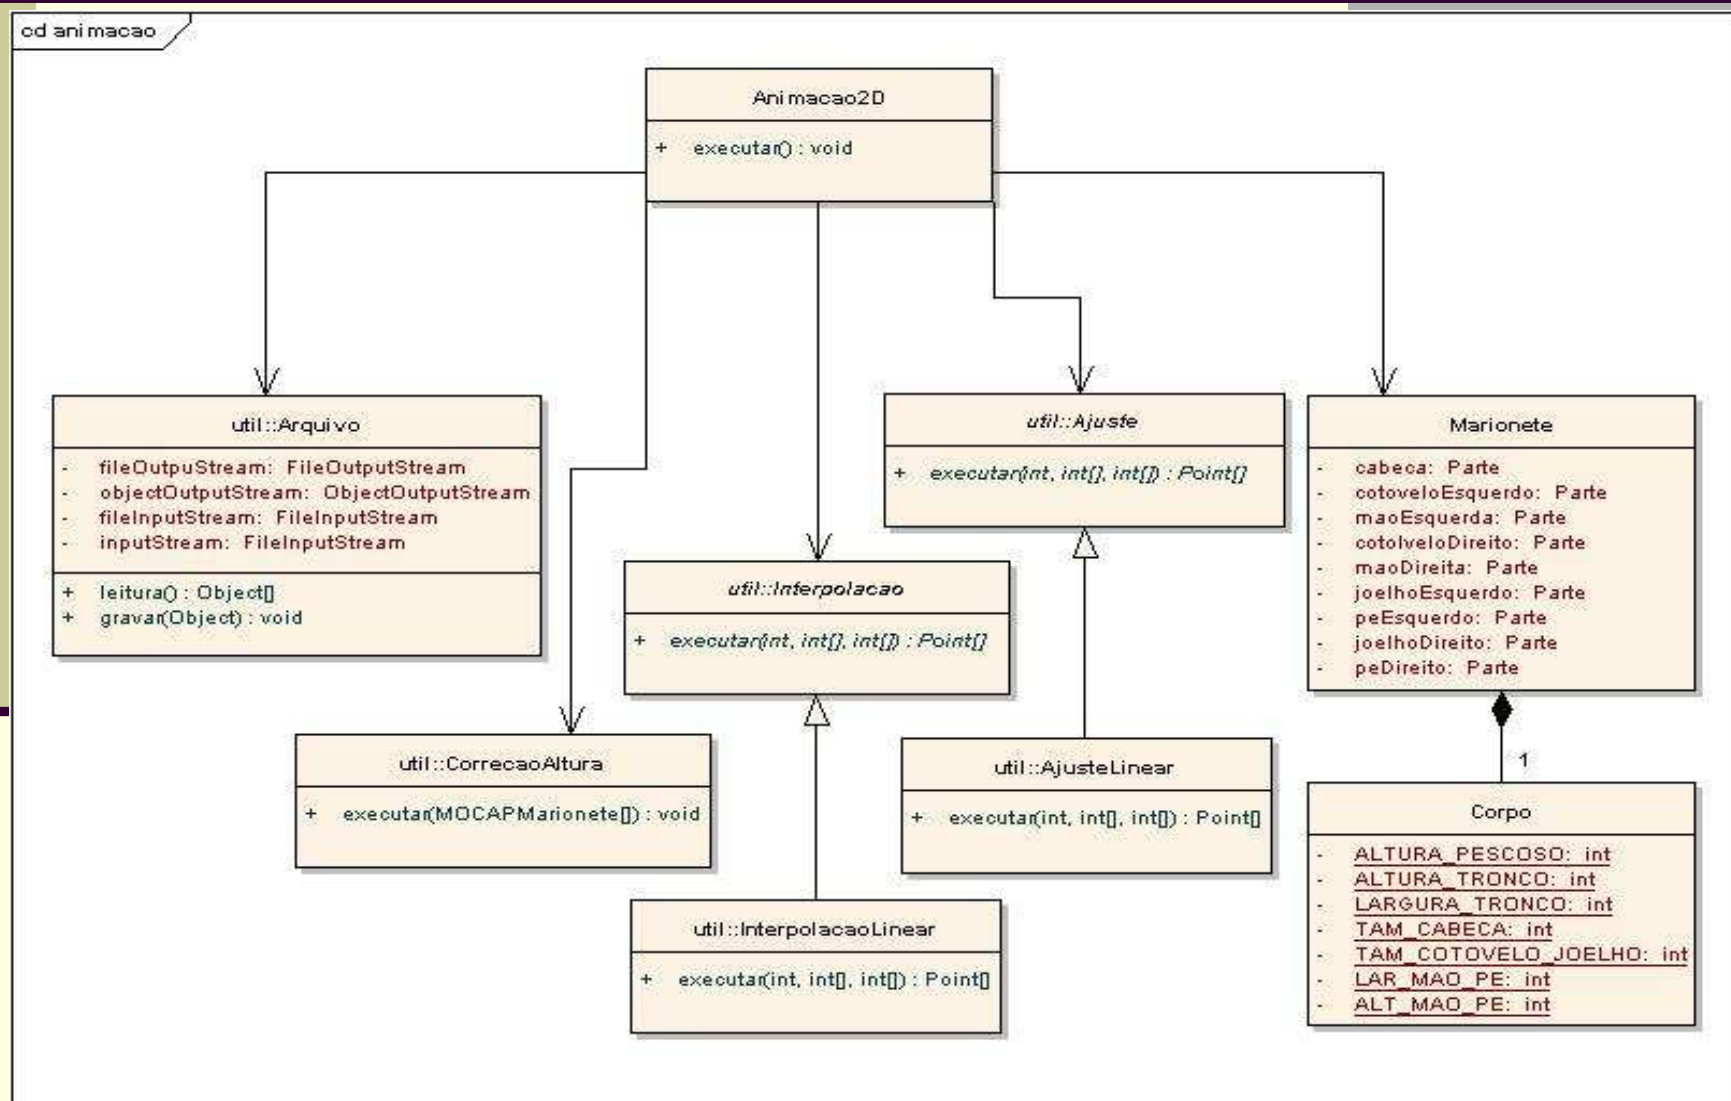 cd animacao
Animacao2D
+ executar() : void
util::Arquivo
- fileOutpuStream: FileOutputStream
- objectOutputStream: ObjectOutputStream
- fileInputStream: FileInputStream
- inputStream: FileInputStream
+ leitura() : Object[]
+ gravar(Object) : void
util::CorrecaoAltura
+ executar(MOCAPMarionete[]) : void
util::Interpolacao
+ executar(int, int[], int[]) : Point[]
util::InterpolacaoLinear
+ executar(int, int[], int[]) : Point[]
util::Ajuste
+ executar(int, int[], int[]) : Point[]
util::AjusteLinear
+ executar(int, int[], int[]) : Point[]
Marionete
- cabeca: Parte
- cotoveloEsquerdo: Parte
- maoEsquerda: Parte
- cotolveloDireito: Parte
- maoDireita: Parte
- joelhoEsquerdo: Parte
- peEsquerdo: Parte
- joelhoDireito: Parte
- peDireito: Parte
1
Corpo
- ALTURA_PESCOSO: int
- ALTURA_TRONCO: int
- LARGURA_TRONCO: int
- TAM_CABECA: int
- TAM_COTOVELO_JOELHO: int
- LAR_MAO_PE: int
- ALT_MAO_PE: int